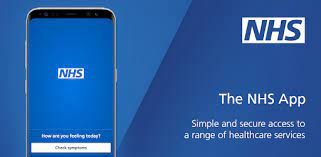 NHS
How are you feeling today?
Check symptoms
NHS
The NHS App
Simple and secure access to
a range of healthcare services